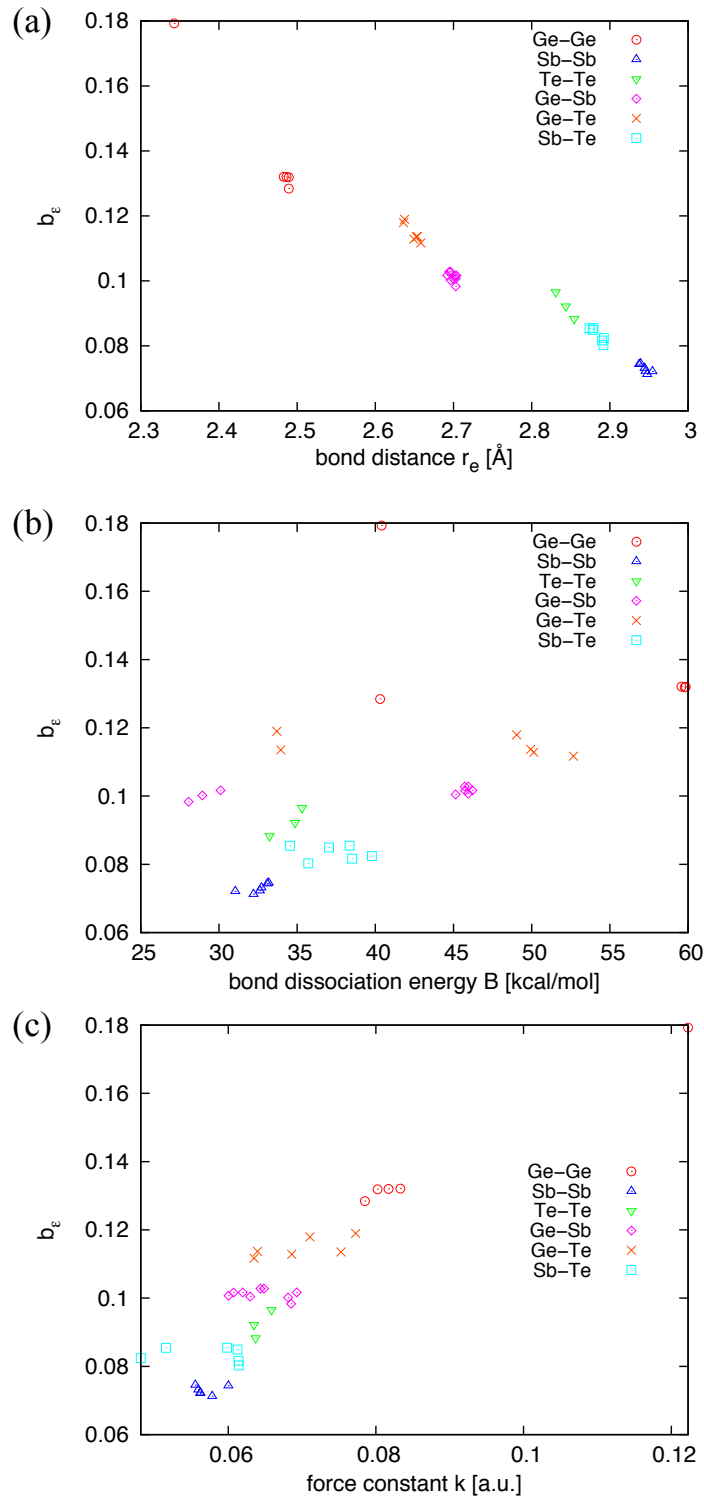 (a)
0.18
0.16
0.14
0.12
0.1
0.08
0.06
bε
Ge−Ge
Sb−Sb
Te−Te
Ge−Sb
Ge−Te
Sb−Te
2.3 2.4 2.5 2.6 2.7 2.8 2.9 3
bond distance re [Å]
(b)
0.18
0.16
0.14
0.12
0.1
0.08
0.06
bε
Ge−Ge
Sb−Sb
Te−Te
Ge−Sb
Ge−Te
Sb−Te
25 30 35 40 45 50 55 60
bond dissociation energy B [kcal/mol]
(c)
0.18
0.16
0.14
0.12
0.1
0.08
0.06
bε
Ge−Ge
Sb−Sb
Te−Te
Ge−Sb
Ge−Te
Sb−Te
0.06 0.08 0.1 0.12
force constant k [a.u.]